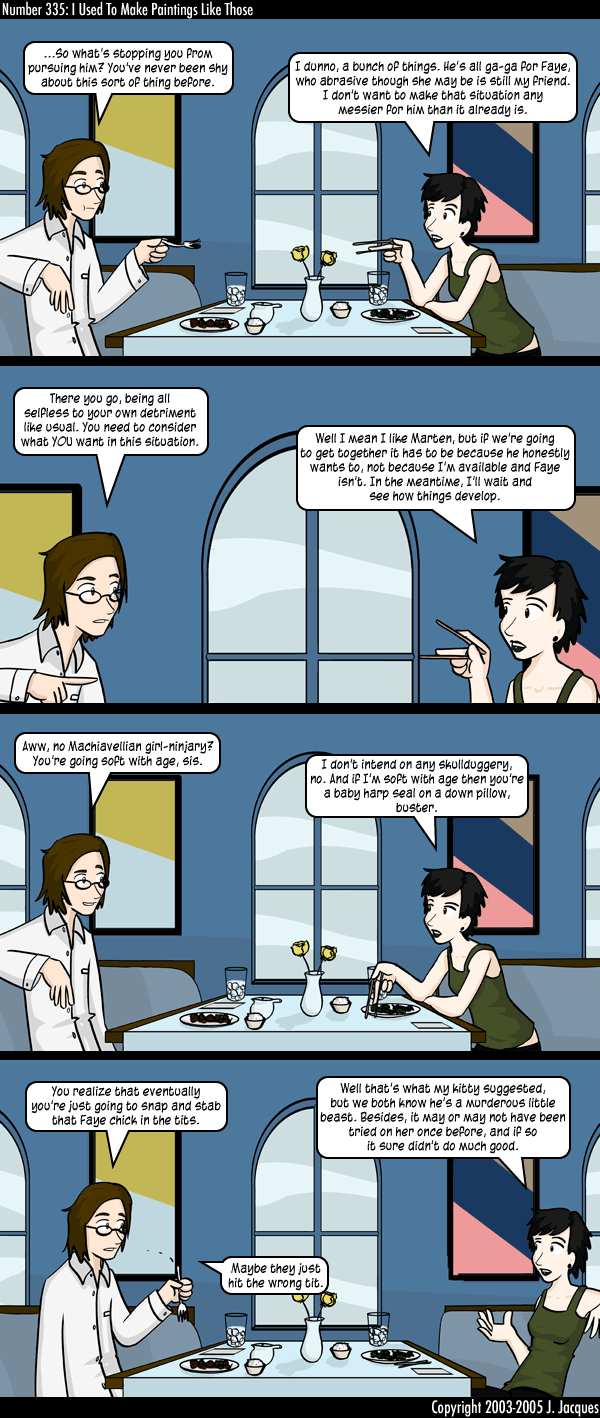 Number 335: I Used To Make Paintings Like Those
...So what's stopping you from
pursuing him? You've never been shy
about this sort of thing before.
I dunno, a bunch of things. He's all ga-ga for Faye,
who abrasive though she may be is still my friend.
I don't want to make that situation any
messier for him than it already is.
There you go, being all
selfless to your own detriment
like usual. You need to consider
what YOU want in this situation.
Well I mean I like Marten, but if we're going
to get together it has to be because he honestly
wants to, not because I'm available and Faye
isn't. In the meantime, I'll wait and
see how things develop.
Aww, no Machiavellian girl-ninjary?
You're going soft with age, sis.
I don't intend on any skullduggery,
no. And if I'm soft with age then you're
a baby harp seal on a down pillow,
buster.
You realize that eventually
you're just going to snap and stab
that Faye chick in the tits.
Well that's what my kitty suggested,
but we both know he's a murderous little
beast. Besides, it may or may not have been
tried on her once before, and if so
it sure didn't do much good.
Maybe they just
hit the wrong tit.
Copyright 2003-2005 J. Jacques